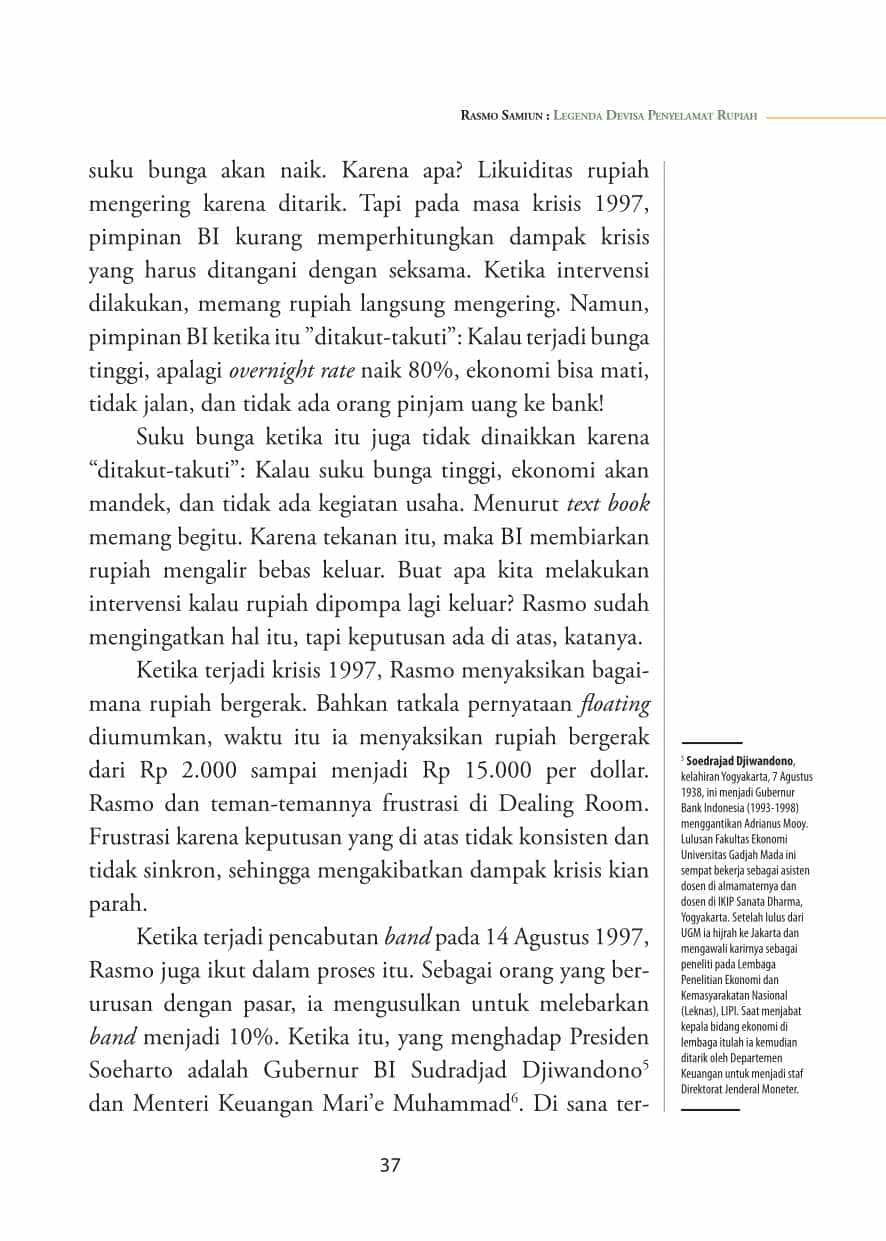 RASMO SAMIUN : LEGENDA DEVISA PENYELAMAT RUPIAH
suku bunga akan naik. Karena apa? Likuiditas rupiah
mengering karena ditarik. Tapi pada masa krisis 1997,
pimpinan BI kurang memperhitungkan dampak krisis
yang harus ditangani dengan seksama. Ketika intervensi
dilakukan, memang rupiah langsung mengering. Namun,
pimpinan BI ketika itu ”ditakut-takuti”: Kalau terjadi bunga
tinggi, apalagi overnight rate naik 80%, ekonomi bisa mati,
tidak jalan, dan tidak ada orang pinjam uang ke bank!
Suku bunga ketika itu juga tidak dinaikkan karena
“ditakut-takuti”: Kalau suku bunga tinggi, ekonomi akan
mandek, dan tidak ada kegiatan usaha. Menurut text book
memang begitu. Karena tekanan itu, maka BI membiarkan
rupiah mengalir bebas keluar. Buat apa kita melakukan
intervensi kalau rupiah dipompa lagi keluar? Rasmo sudah
mengingatkan hal itu, tapi keputusan ada di atas, katanya.
Ketika terjadi krisis 1997, Rasmo menyaksikan bagai-
mana rupiah bergerak. Bahkan tatkala pernyataan floating
diumumkan, waktu itu ia menyaksikan rupiah bergerak
dari Rp 2.000 sampai menjadi Rp 15.000 per dollar.
Rasmo dan teman-temannya frustrasi di Dealing Room.
Frustrasi karena keputusan yang di atas tidak konsisten dan
tidak sinkron, sehingga mengakibatkan dampak krisis kian
parah.
Ketika terjadi pencabutan band pada 14 Agustus 1997,
Rasmo juga ikut dalam proses itu. Sebagai orang yang ber-
urusan dengan pasar, ia mengusulkan untuk melebarkan
band menjadi 10%. Ketika itu, yang menghadap Presiden
Soeharto adalah Gubernur BI Sudradjad Djiwandono⁵
dan Menteri Keuangan Mari’e Muhammad⁶. Di sana ter-
⁵ Soedrajad Djiwandono,
kelahiran Yogyakarta, 7 Agustus
1938, ini menjadi Gubernur
Bank Indonesia (1993-1998)
menggantikan Adrianus Mooy.
Lulusan Fakultas Ekonomi
Universitas Gadjah Mada ini
sempat bekerja sebagai asisten
dosen di almamaternya dan
dosen di IKIP Sanata Dharma,
Yogyakarta. Setelah lulus dari
UGM ia hijrah ke Jakarta dan
mengawali karirnya sebagai
peneliti pada Lembaga
Penelitian Ekonomi dan
Kemasyarakatan Nasional
(Leknas), LIPI. Saat menjabat
kepala bidang ekonomi di
lembaga itulah ia kemudian
ditarik oleh Departemen
Keuangan untuk menjadi staf
Direktorat Jenderal Moneter.
37